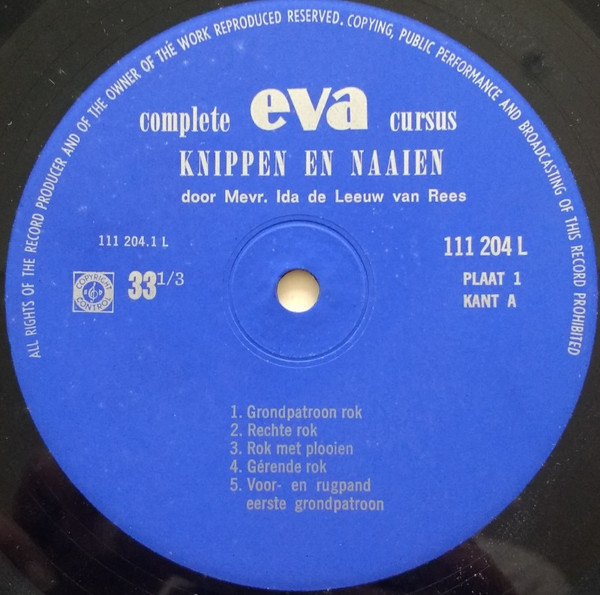 ALL RIGHTS OF THE RECORD PRODUCER AND OF THE OWNER OF THE WORK REPRODUCED RESERVED. COPYING, PUBLIC PERFORMANCE AND BROADCASTING OF THIS RECORD PROHIBITED
complete eva cursus
KNIPPEN EN NAAIEN
door Mevr. Ida de Leeuw van Rees
111 204.1 L
111 204 L
COPYRIGHT CONTROL
33 1/3
PLAAT 1
KANT A
1. Grondpatroon rok
2. Rechte rok
3. Rok met plooien
4. Gérende rok
5. Voor- en rugpand
eerste grondpatroon